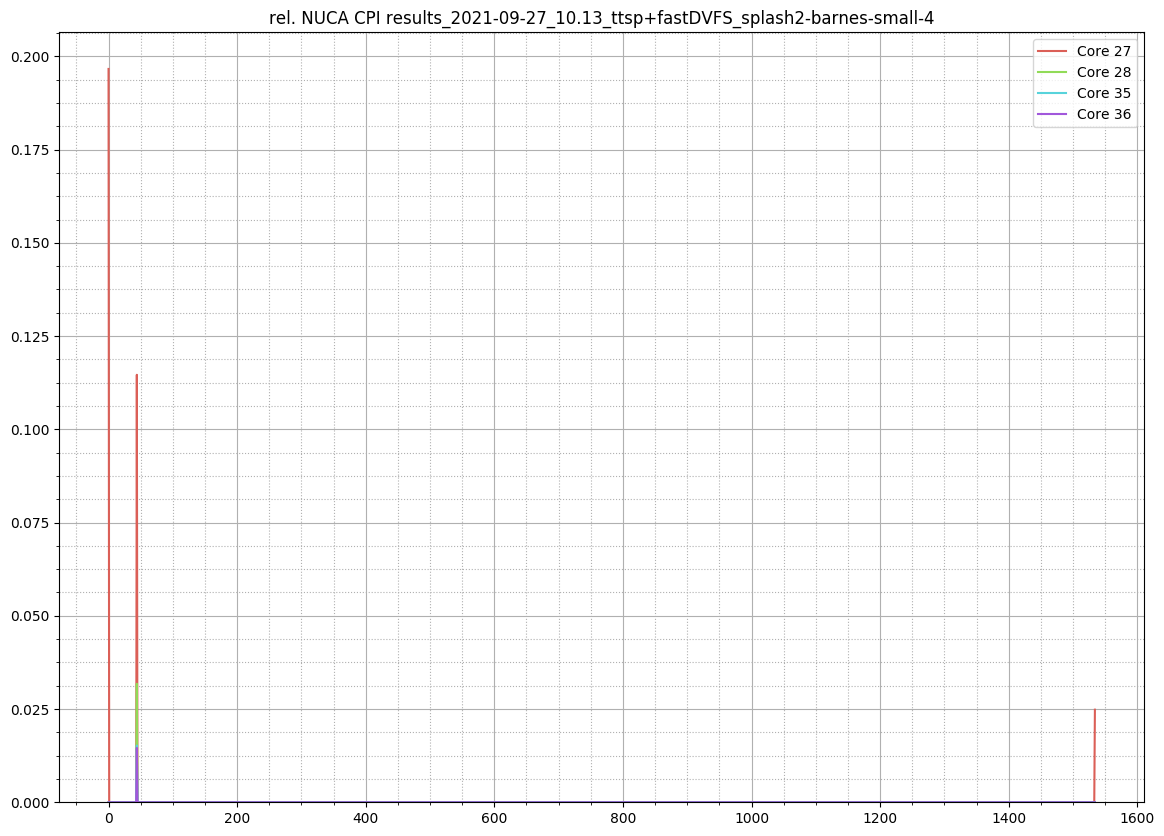 rel. NUCA CPI results_2021-09-27_10.13_ttsp+fastDVFS_splash2-barnes-small-4
Core 27
Core 28
Core 35
Core 36
0.200
0.175
0.150
0.125
0.100
0.075
0.050
0.025
0.000
0 200 400 600 800 1000 1200 1400 1600